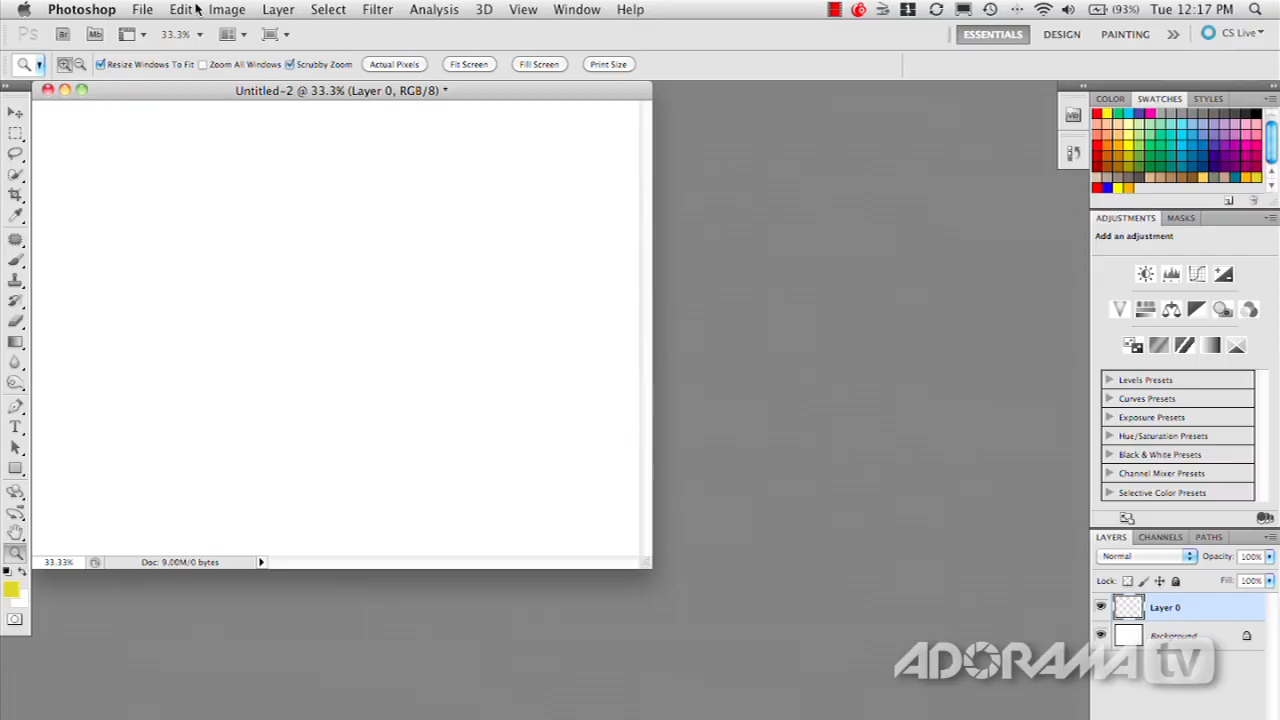 Photoshop File Edit Image Layer Select Filter Analysis 3D View Window Help (93%) Tue 12:17 PM
Ps Br Mb 33.3% ESSENTIALS DESIGN PAINTING CS Live
Resize Windows To Fit Zoom All Windows Scrubby Zoom Actual Pixels Fit Screen Fill Screen Print Size
Untitled-2 @ 33.3% (Layer 0, RGB/8) *
COLOR SWATCHES STYLES
ADJUSTMENTS MASKS
Add an adjustment
Levels Presets
Curves Presets
Exposure Presets
Hue/Saturation Presets
Black & White Presets
Channel Mixer Presets
Selective Color Presets
LAYERS CHANNELS PATHS
Normal Opacity: 100%
Lock: Fill: 100%
Layer 0
Background
33.33% Doc: 9.00M/0 bytes
ADORAMA tv